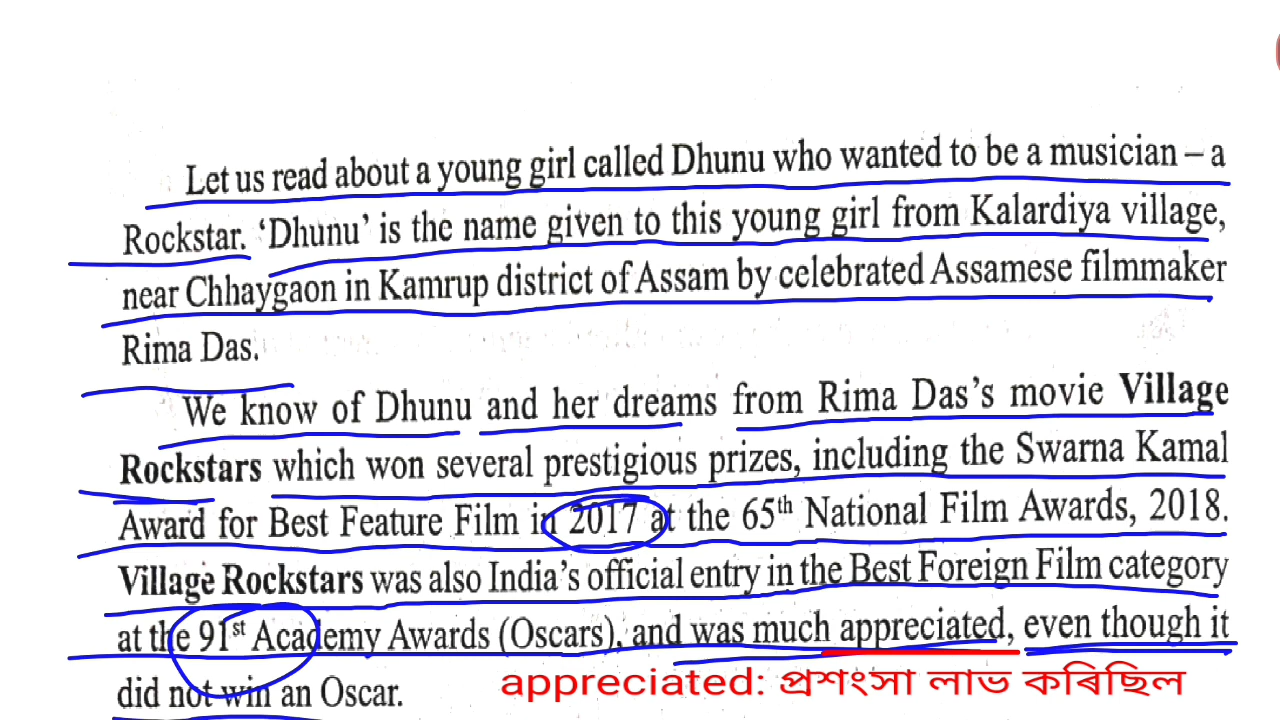 Let us read about a young girl called Dhunu who wanted to be a musician – a
Rockstar. ‘Dhunu’ is the name given to this young girl from Kalardiya village,
near Chhaygaon in Kamrup district of Assam by celebrated Assamese filmmaker
Rima Das.
We know of Dhunu and her dreams from Rima Das’s movie Village
Rockstars which won several prestigious prizes, including the Swarna Kamal
Award for Best Feature Film in 2017 at the 65th National Film Awards, 2018.
Village Rockstars was also India’s official entry in the Best Foreign Film category
at the 91st Academy Awards (Oscars), and was much appreciated, even though it
did not win an Oscar.
appreciated: প্ৰশংসা লাভ কৰিছিল